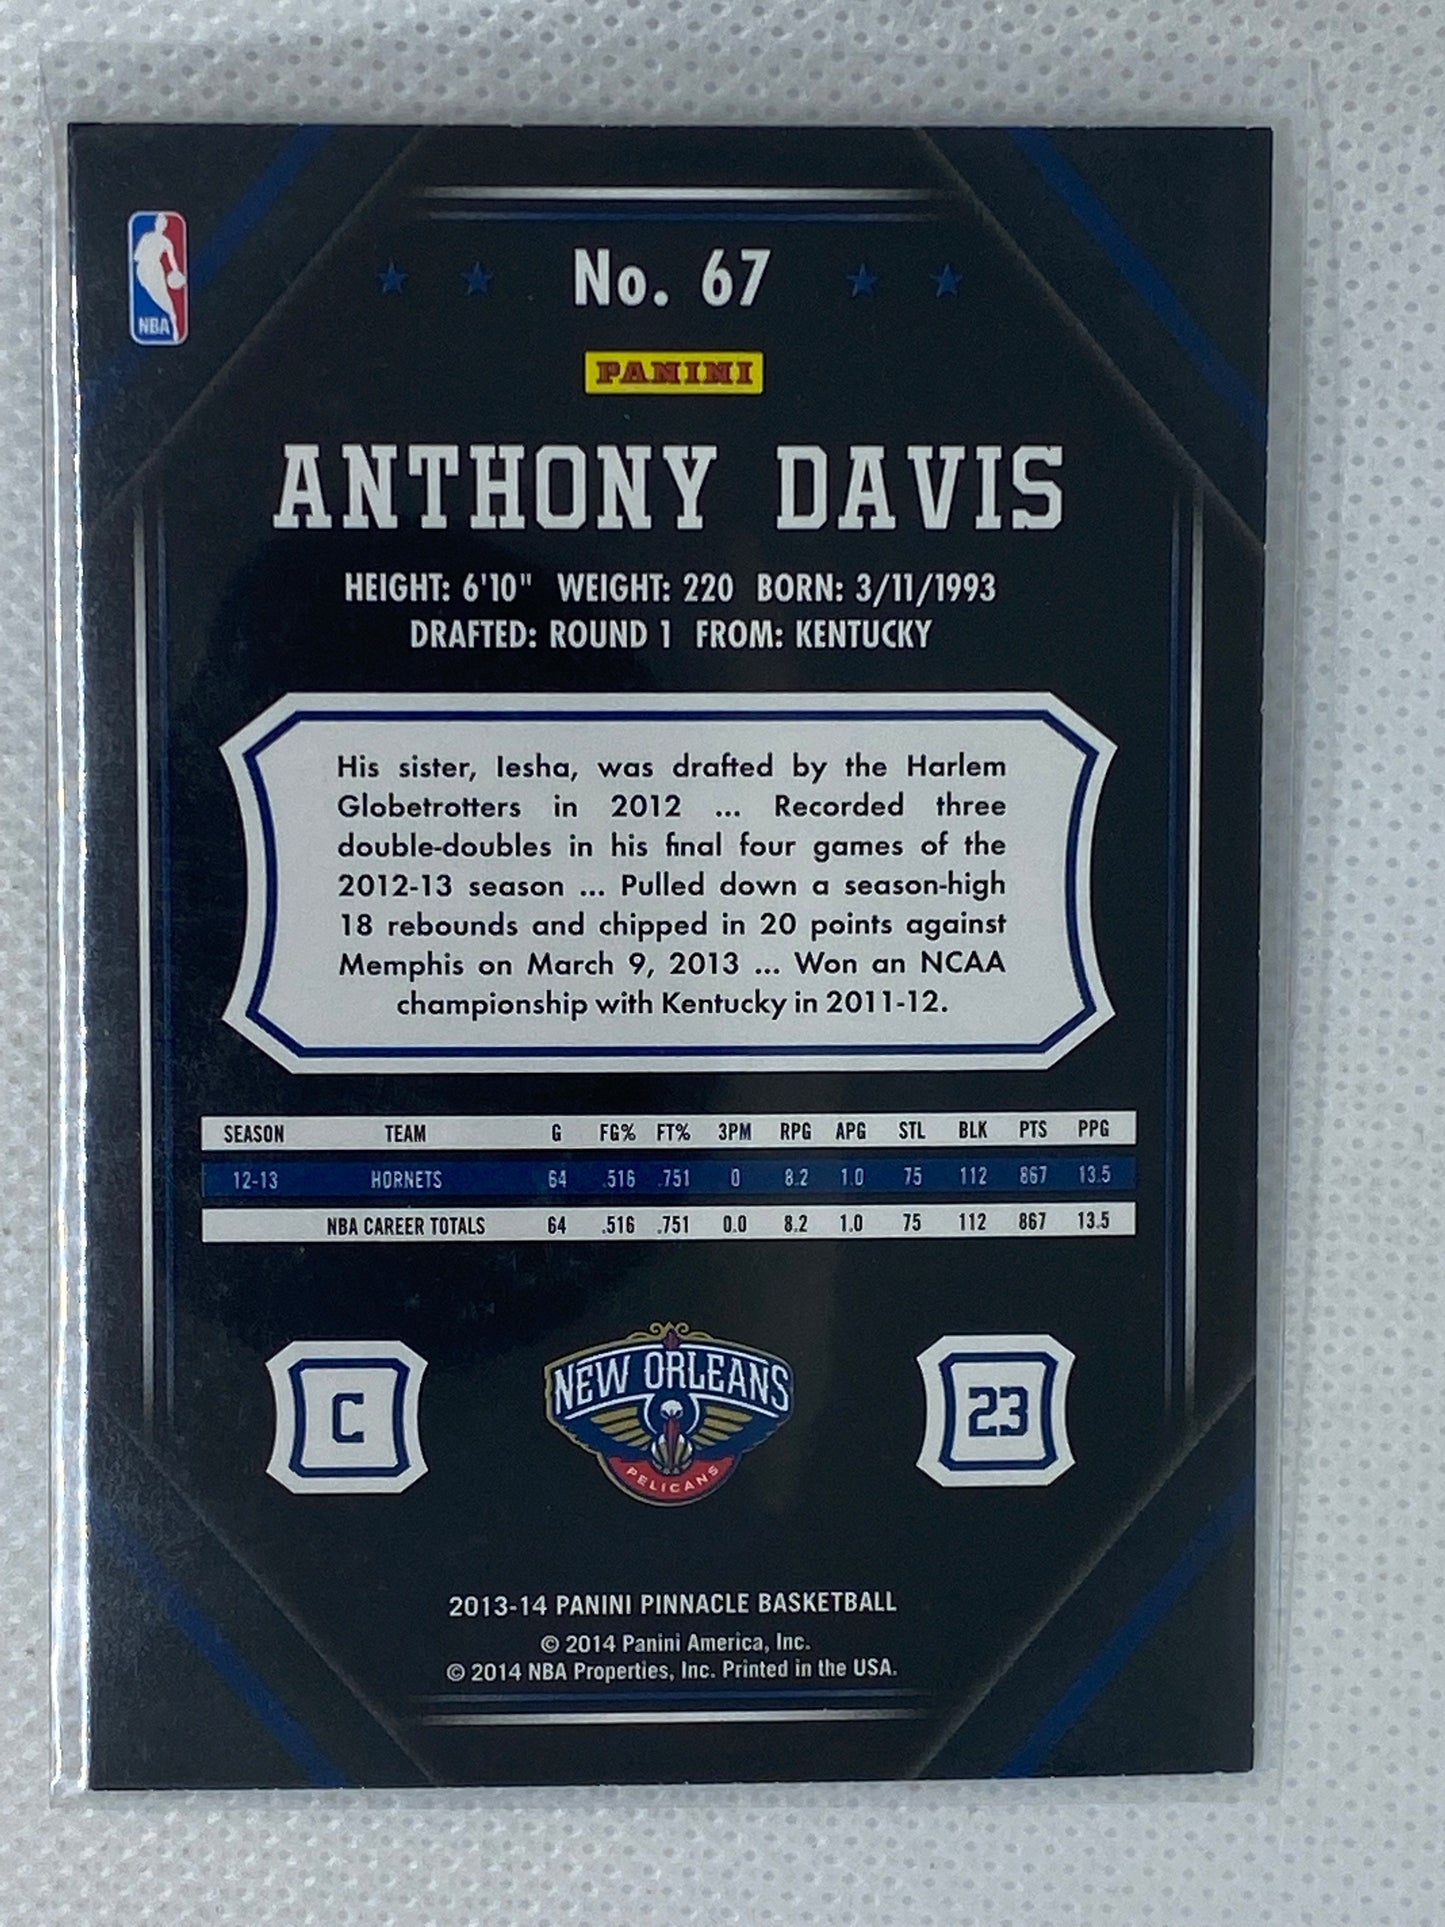 NBA
No. 67
PANINI
ANTHONY DAVIS
HEIGHT: 6'10" WEIGHT: 220 BORN: 3/11/1993
DRAFTED: ROUND 1 FROM: KENTUCKY
His sister, Iesha, was drafted by the Harlem
Globetrotters in 2012 ... Recorded three
double-doubles in his final four games of the
2012-13 season ... Pulled down a season-high
18 rebounds and chipped in 20 points against
Memphis on March 9, 2013 ... Won an NCAA
championship with Kentucky in 2011-12.
SEASON TEAM G FG% FT% 3PM RPG APG STL BLK PTS PPG
12-13 HORNETS 64 .516 .751 0 8.2 1.0 75 112 867 13.5
NBA CAREER TOTALS 64 .516 .751 0.0 8.2 1.0 75 112 867 13.5
C
NEW ORLEANS
PELICANS
23
2013-14 PANINI PINNACLE BASKETBALL
© 2014 Panini America, Inc.
© 2014 NBA Properties, Inc. Printed in the USA.